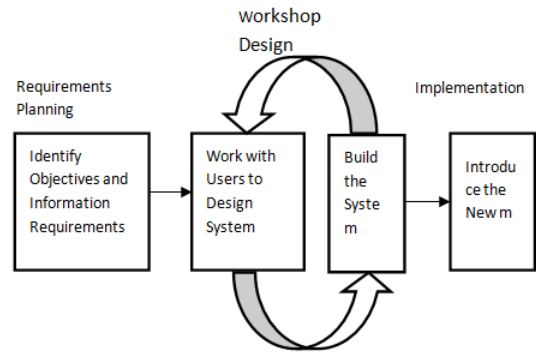 Workshop
Design
Requirements
Planning
Implementation
Identify
Objectives and
Information
Requirements
Work with
Users to
Design
System
Build
the
Syste
m
Introdu
ce the
New m